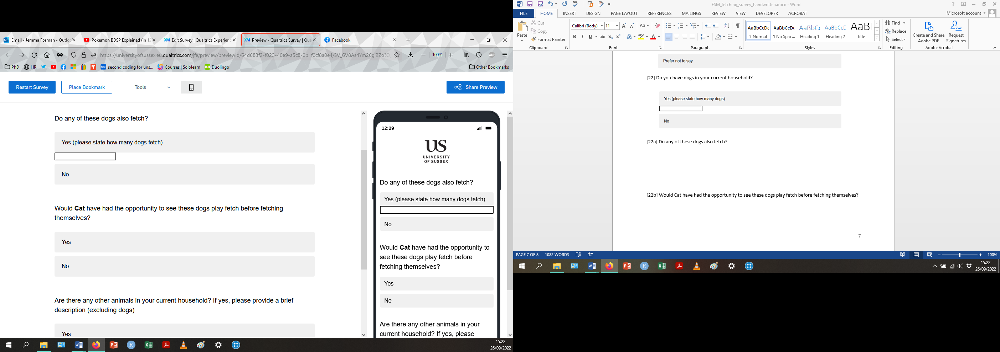 Email - Jemma Forman - Outlo
Pokemon BDSP Explained (in 12
Edit Survey | Qualtrics Experienc
Preview - Qualtrics Survey | Qua
Facebook
https://universityofsussex.eu.qualtrics.com/jfe/preview/previewId/64d683f2-f023-40e9-a5c8-0b1f0cf8a0e4/SV_6V8As4Ym26gi2Zo?Q
100%
ABP
PhD
HR
second coding for uns...
Courses | Sololearn
Duolingo
Other Bookmarks
Restart Survey
Place Bookmark
Tools
Share Preview
Do any of these dogs also fetch?
Yes (please state how many dogs fetch)
No
Would Cat have had the opportunity to see these dogs play fetch before fetching
themselves?
Yes
No
Are there any other animals in your current household? If yes, please provide a brief
description (excluding dogs)
Yes
12:29
US
UNIVERSITY
OF SUSSEX
Do any of these dogs also fetch?
Yes (please state how many dogs fetch)
No
Would Cat have had the opportunity to
see these dogs play fetch before
fetching themselves?
Yes
No
Are there any other animals in your
current household? If yes, please
15:22
26/09/2022
ESM_fetching_survey_handwritten.docx - Word
FILE
HOME
INSERT
DESIGN
PAGE LAYOUT
REFERENCES
MAILINGS
REVIEW
VIEW
DEVELOPER
ACROBAT
Microsoft account
Paste
Cut
Copy
Format Painter
Clipboard
Calibri (Body)
11
Font
Paragraph
AaBbCcDc
¶ Normal
AaBbCcDc
¶ No Spac...
AaBbCc
Heading 1
AaBbCcE
Heading 2
AaBl
Title
Styles
Find
Replace
Select
Editing
Create and Share
Adobe PDF
Request
Signatures
Adobe Acrobat
Prefer not to say
[22] Do you have dogs in your current household?
Yes (please state how many dogs)
No
[22a] Do any of these dogs also fetch?
[22b] Would Cat have had the opportunity to see these dogs play fetch before fetching themselves?
7
PAGE 7 OF 8
1082 WORDS
100%
15:22
26/09/2022